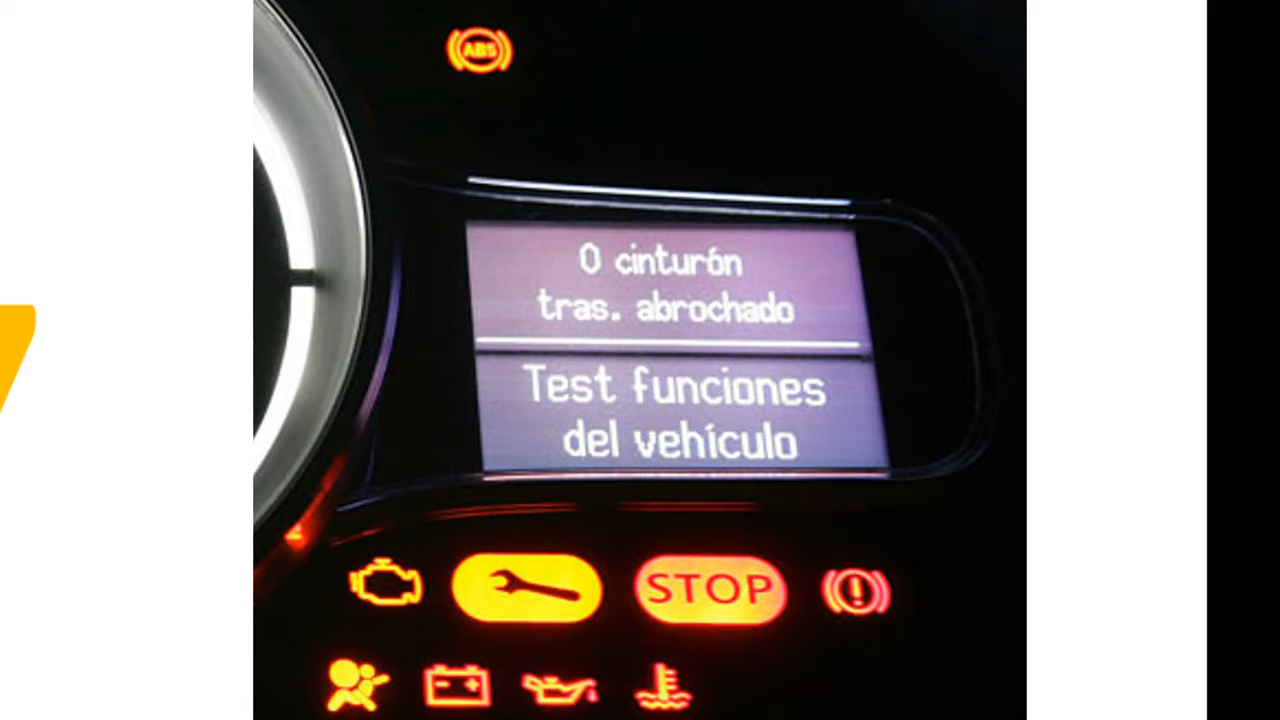 ABS
0 cinturón
tras. abrochado
Test funciones
del vehículo
STOP